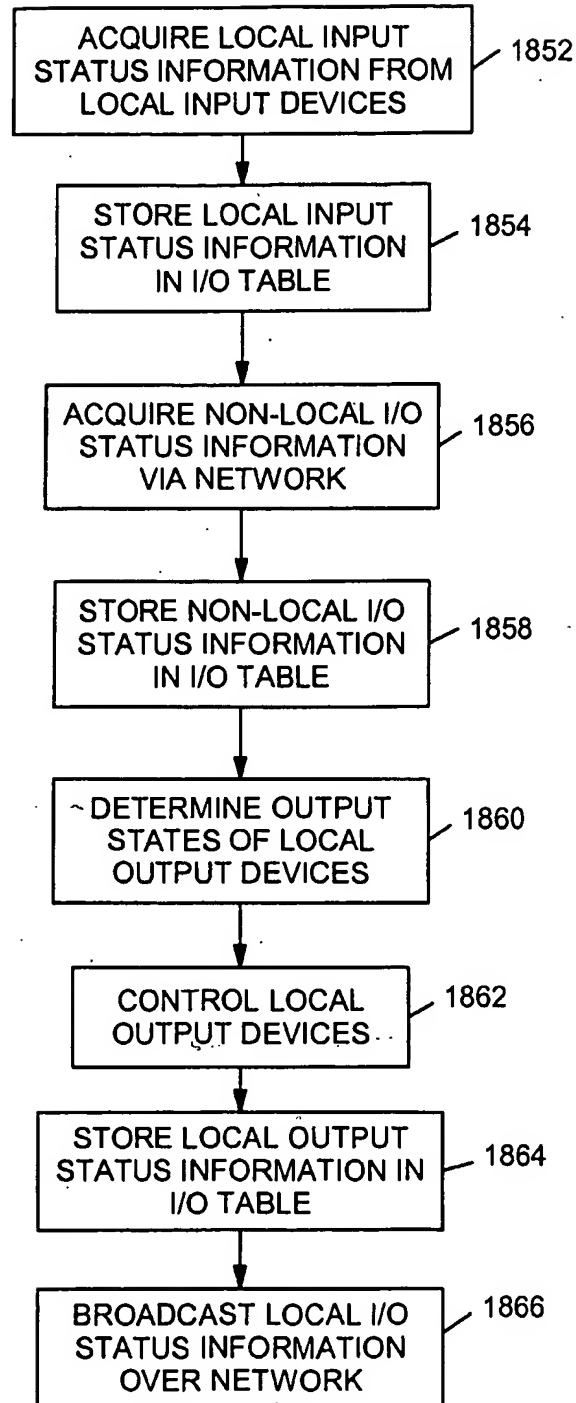 ACQUIRE LOCAL INPUT
STATUS INFORMATION FROM
LOCAL INPUT DEVICES
1852
STORE LOCAL INPUT
STATUS INFORMATION
IN I/O TABLE
1854
ACQUIRE NON-LOCAL I/O
STATUS INFORMATION
VIA NETWORK
1856
STORE NON-LOCAL I/O
STATUS INFORMATION
IN I/O TABLE
1858
DETERMINE OUTPUT
STATES OF LOCAL
OUTPUT DEVICES
1860
CONTROL LOCAL
OUTPUT DEVICES
1862
STORE LOCAL OUTPUT
STATUS INFORMATION IN
I/O TABLE
1864
BROADCAST LOCAL I/O
STATUS INFORMATION
OVER NETWORK
1866